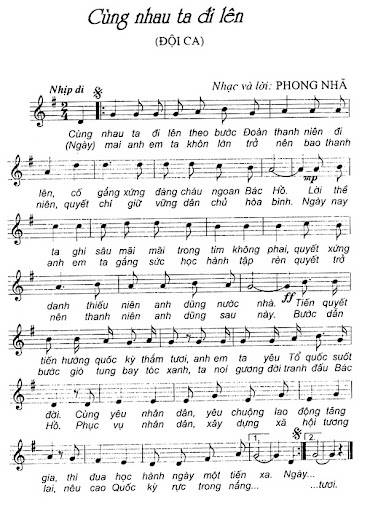 Cùng nhau ta đi lên
(ĐỘI CA)
Nhịp đi
Nhạc và lời: PHONG NHÃ
Cùng nhau ta đi lên theo bước Đoàn thanh niên đi
(Ngày) mai anh em ta khôn lớn trở nên bao thanh
mp
lên, cố gắng xứng đáng cháu ngoan Bác Hồ. Lời thề
niên, quyết chí giữ vững dân chủ hòa bình. Ngày nay
ta ghi sâu mãi mãi trong tim không phai, quyết xứng
anh em ta gắng sức học hành tập rèn quyết trở
ff
danh thiếu niên anh dũng nước nhà. Tiến quyết
nên thanh niên anh dũng sau này. Bước dẫn
tiến hướng quốc kỳ thắm tươi, anh em ta yêu Tổ quốc suốt
bước gió tung bay tóc xanh, ta noi gương đời tranh đấu Bác
đời. Cùng yêu nhân dân, yêu chuộng lao động tăng
Hồ. Phục vụ nhân dân, xây dựng xã hội tương
1. 2.
gia, thi đua học hành ngày một tiến xa. Ngày...
lai, nêu cao Quốc kỳ rực trong nắng... ...tươi.